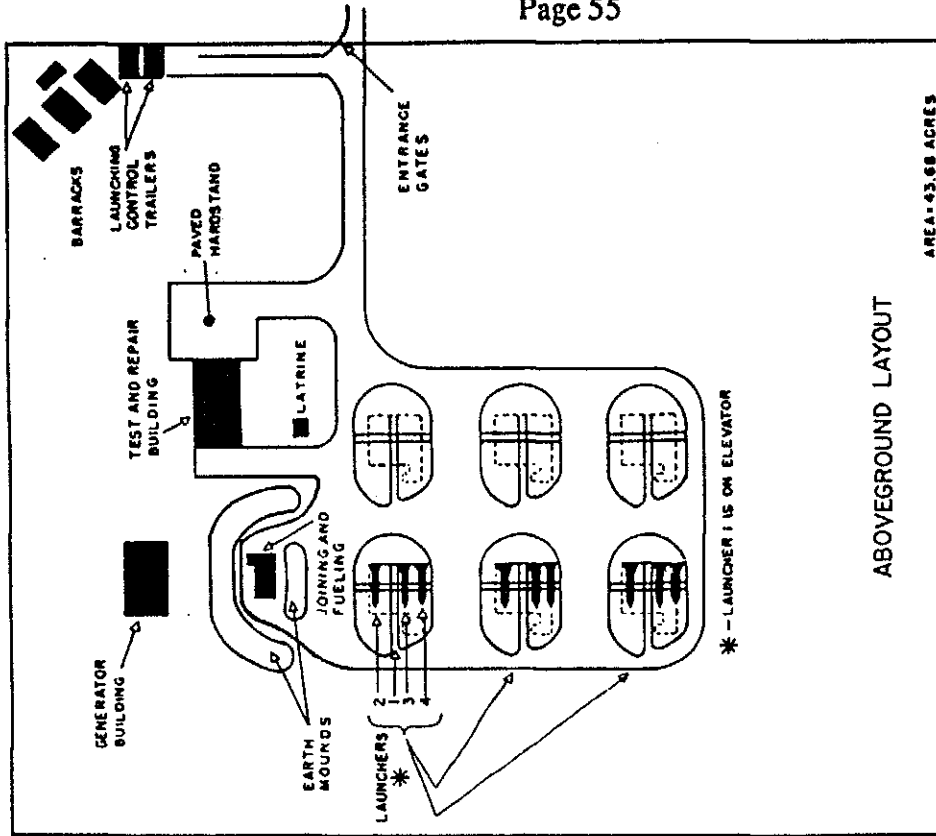 Page 55
BARRACKS
LAUNCHING
CONTROL
TRAILERS
PAVED
HARDSTAND
ENTRANCE
GATES
TEST AND REPAIR
BUILDING
LATRINE
GENERATOR
BUILDING
JOINING AND
FUELING
EARTH
MOUNDS
LAUNCHERS
*
2
1
3
4
* - LAUNCHER 1 IS ON ELEVATOR
ABOVEGROUND LAYOUT
AREA = 43.68 ACRES